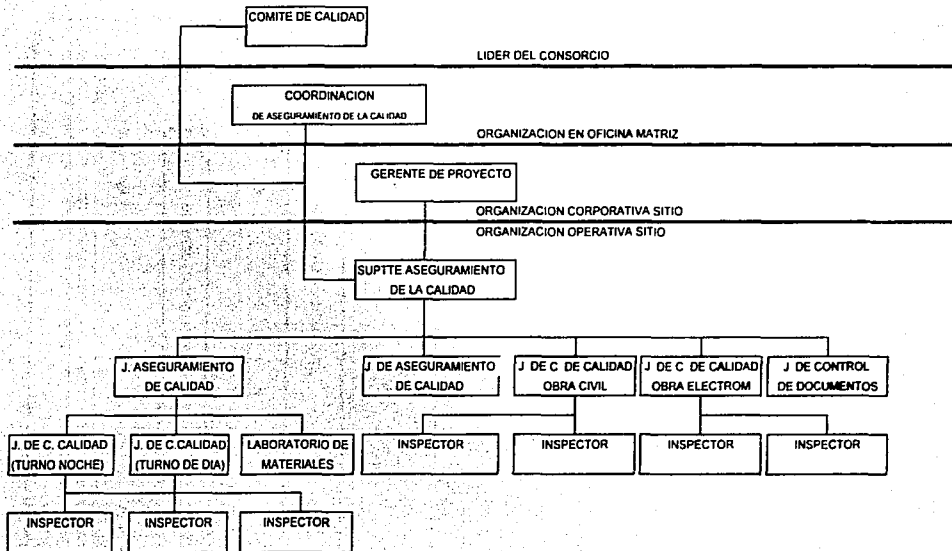 COMITE DE CALIDAD
LIDER DEL CONSORCIO
COORDINACION
DE ASEGURAMIENTO DE LA CALIDAD
ORGANIZACION EN OFICINA MATRIZ
GERENTE DE PROYECTO
ORGANIZACION CORPORATIVA SITIO
ORGANIZACION OPERATIVA SITIO
SUPTTE ASEGURAMIENTO
DE LA CALIDAD
J. ASEGURAMIENTO
DE CALIDAD
J DE ASEGURAMIENTO
DE CALIDAD
J DE C DE CALIDAD
OBRA CIVIL
J DE C DE CALIDAD
OBRA ELECTROM
J DE CONTROL
DE DOCUMENTOS
J. DE C. CALIDAD
(TURNO NOCHE)
J. DE C.CALIDAD
(TURNO DE DIA)
LABORATORIO DE
MATERIALES
INSPECTOR
INSPECTOR
INSPECTOR
INSPECTOR
INSPECTOR
INSPECTOR
INSPECTOR